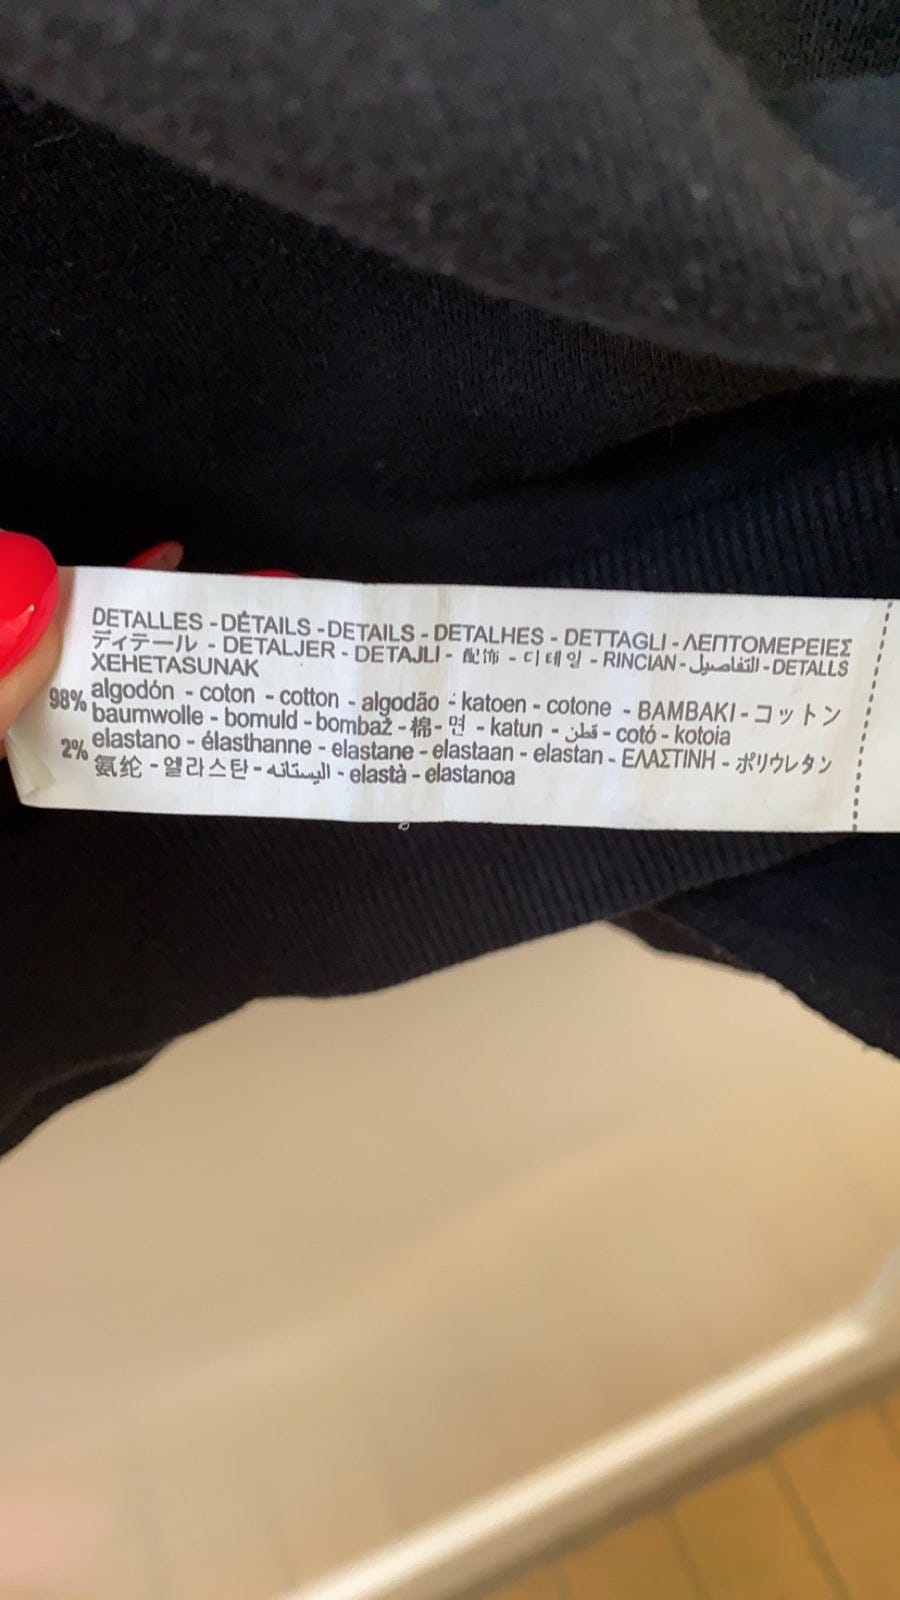 DETALLES - DÉTAILS - DETAILS - DETALHES - DETTAGLI - ΛΕΠΤΟΜΕΡΕΙΕΣ
ディテール - DETALJER - DETAJLI - 配饰 - 디테일 - RINCIAN - التفاصيل - DETALLS
XEHETASUNAK
98% algodón - coton - cotton - algodão - katoen - cotone - BAMBAKI - コットン
baumwolle - bomuld - bombaž - 棉 - 면 - katun - قطن - cotó - kotoia
2% elastano - élasthanne - elastane - elastaan - elastan - ΕΛΑΣΤΙΝΗ - ポリウレタン
氨纶 - 엘라스탄 - اليستانه - elastà - elastanoa